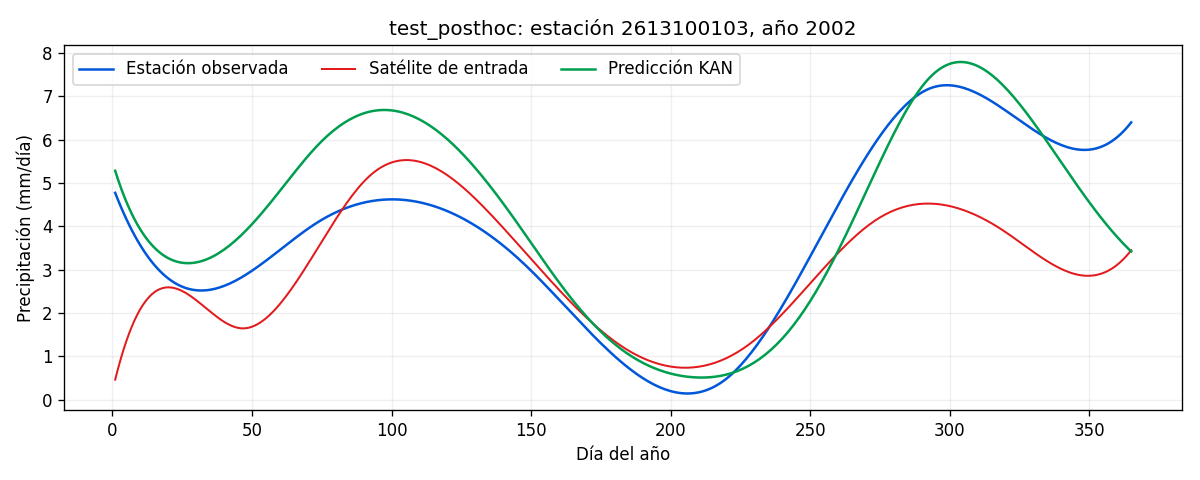 test_posthoc: estación 2613100103, año 2002
Estación observada
Satélite de entrada
Predicción KAN
Precipitación (mm/día)
8
7
6
5
4
3
2
1
0
0 50 100 150 200 250 300 350
Día del año